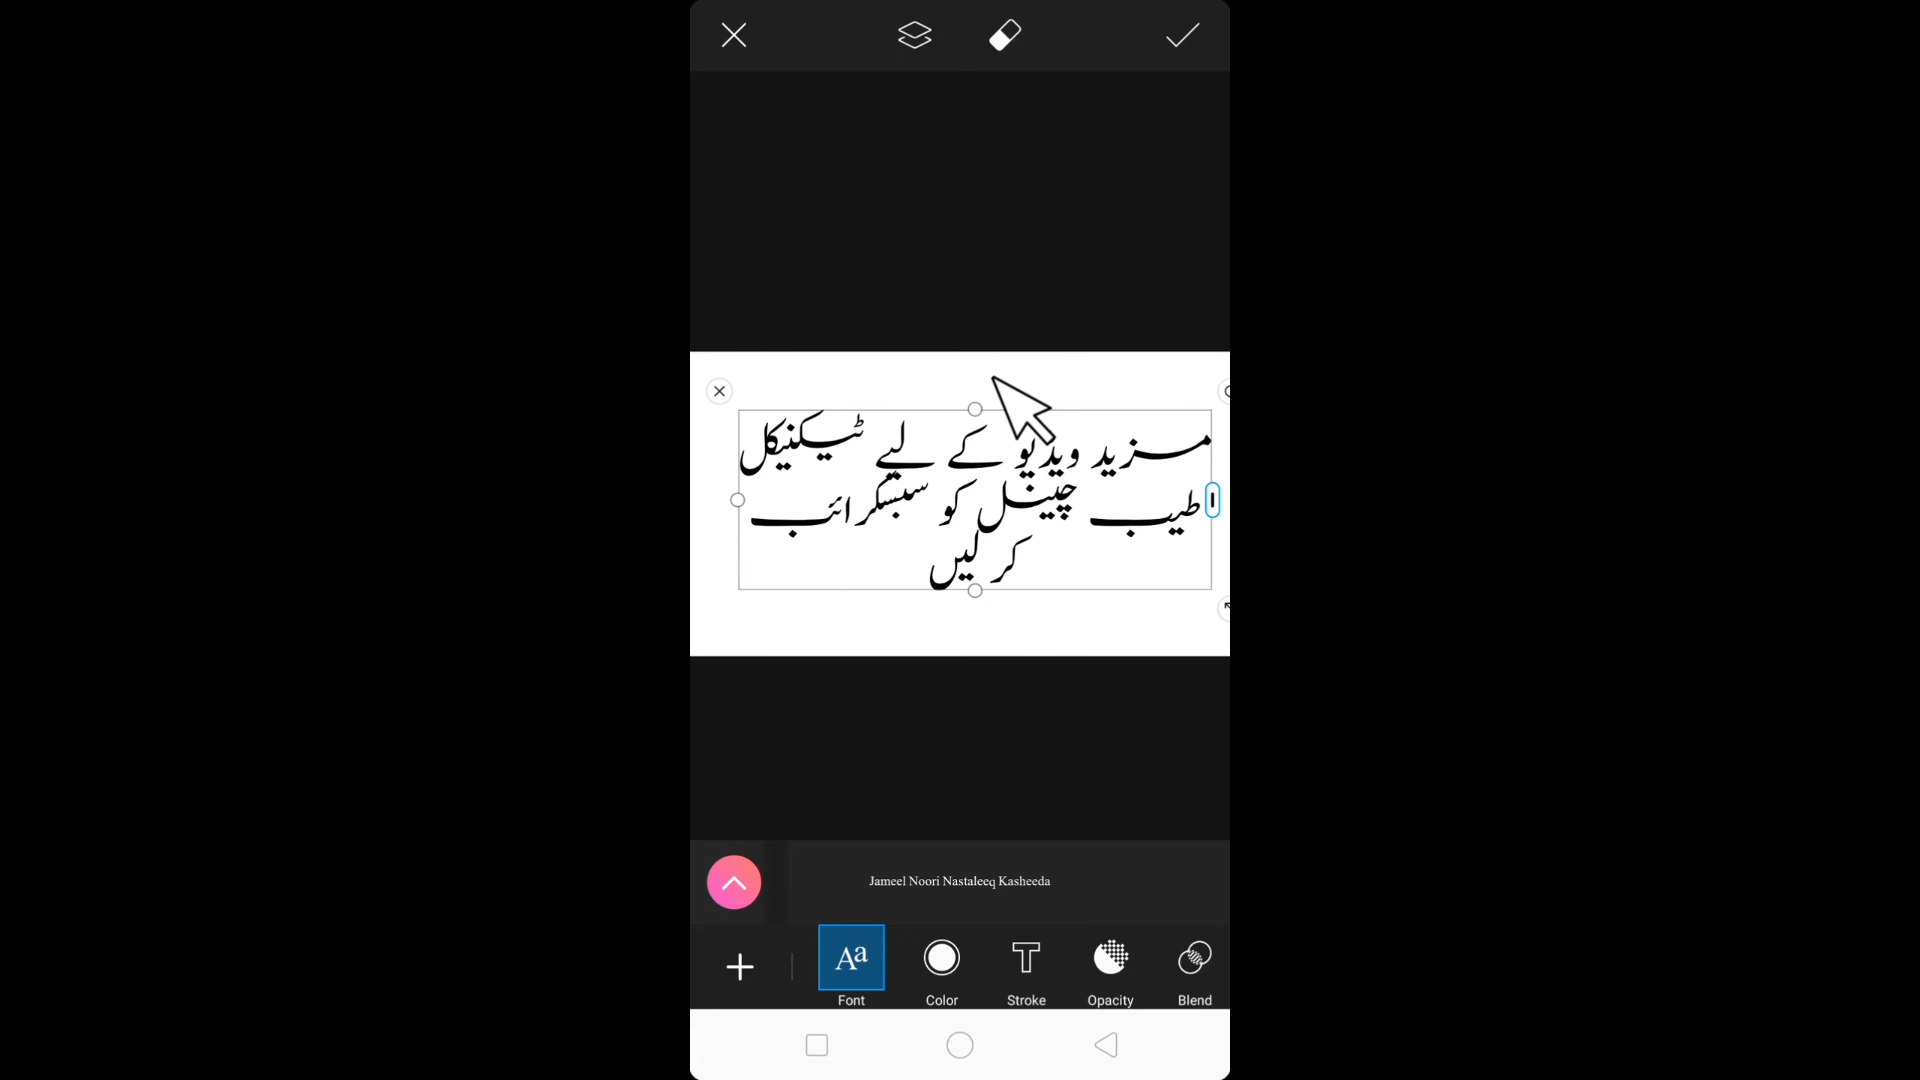 مزید ویڈیو کے لیے ٹیکنیکل
طیب چینل کو سبسکرائب
کر لیں
Jameel Noori Nastaleeq Kasheeda
Aa
Font
Color
Stroke
Opacity
Blend